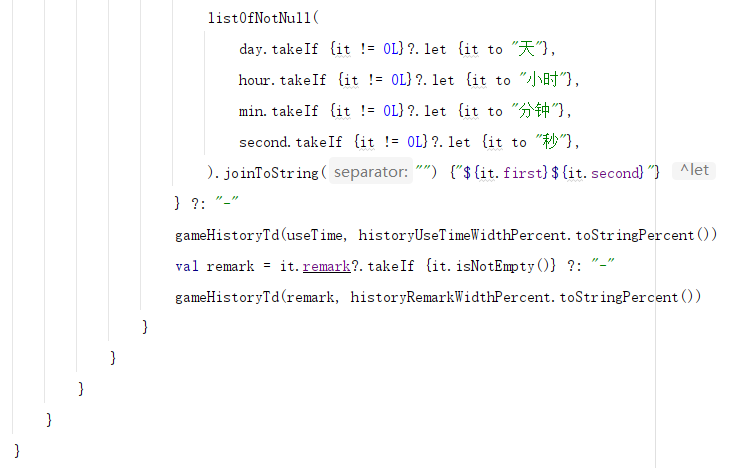 listOfNotNull(
day.takeIf {it != 0L}?.let {it to "天"},
hour.takeIf {it != 0L}?.let {it to "小时"},
min.takeIf {it != 0L}?.let {it to "分钟"},
second.takeIf {it != 0L}?.let {it to "秒"},
).joinToString( separator: "") {"${it.first}${it.second}"} ^let
} ?: "-"
gameHistoryTd(useTime, historyUseTimeWidthPercent.toStringPercent())
val remark = it.remark?.takeIf {it.isNotEmpty()} ?: "-"
gameHistoryTd(remark, historyRemarkWidthPercent.toStringPercent())
}
}
}
}
}